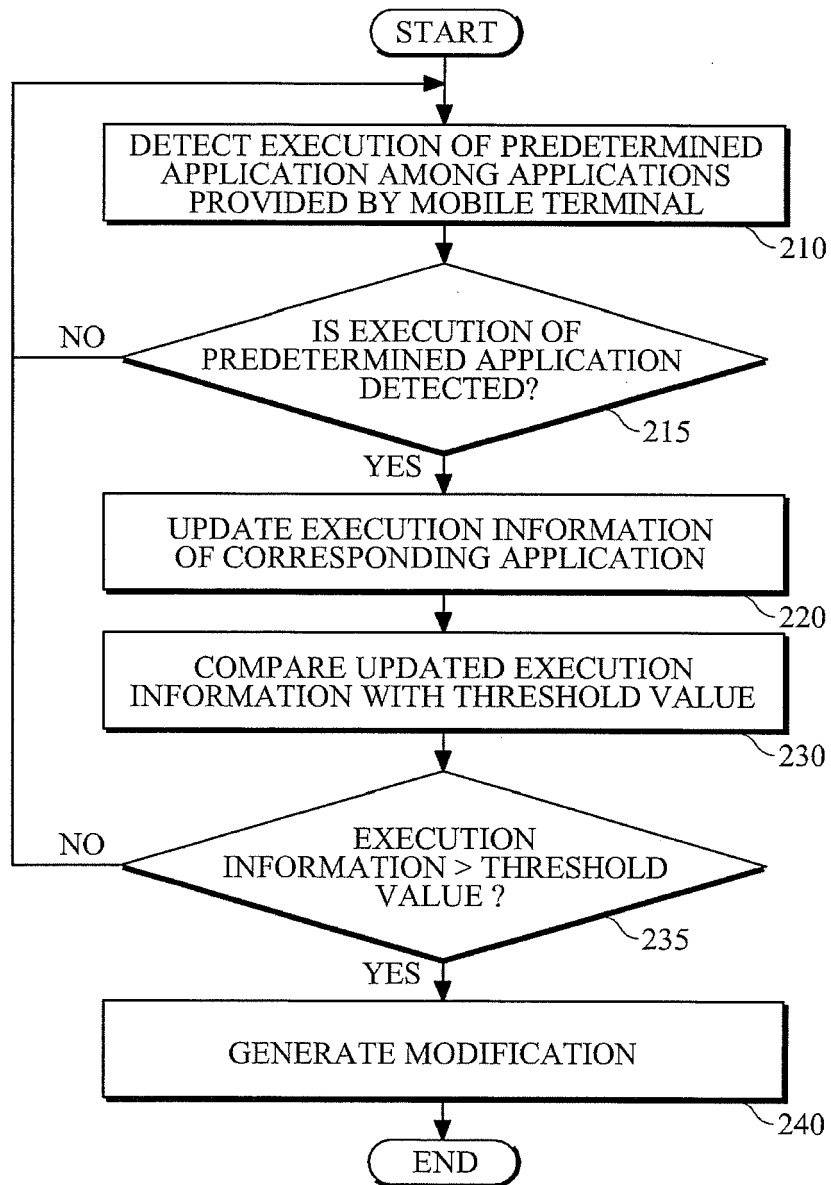 START
DETECT EXECUTION OF PREDETERMINED
APPLICATION AMONG APPLICATIONS
PROVIDED BY MOBILE TERMINAL
210
NO
IS EXECUTION OF
PREDETERMINED APPLICATION
DETECTED?
215
YES
UPDATE EXECUTION INFORMATION
OF CORRESPONDING APPLICATION
220
COMPARE UPDATED EXECUTION
INFORMATION WITH THRESHOLD VALUE
230
NO
EXECUTION
INFORMATION > THRESHOLD
VALUE ?
235
YES
GENERATE MODIFICATION
240
END